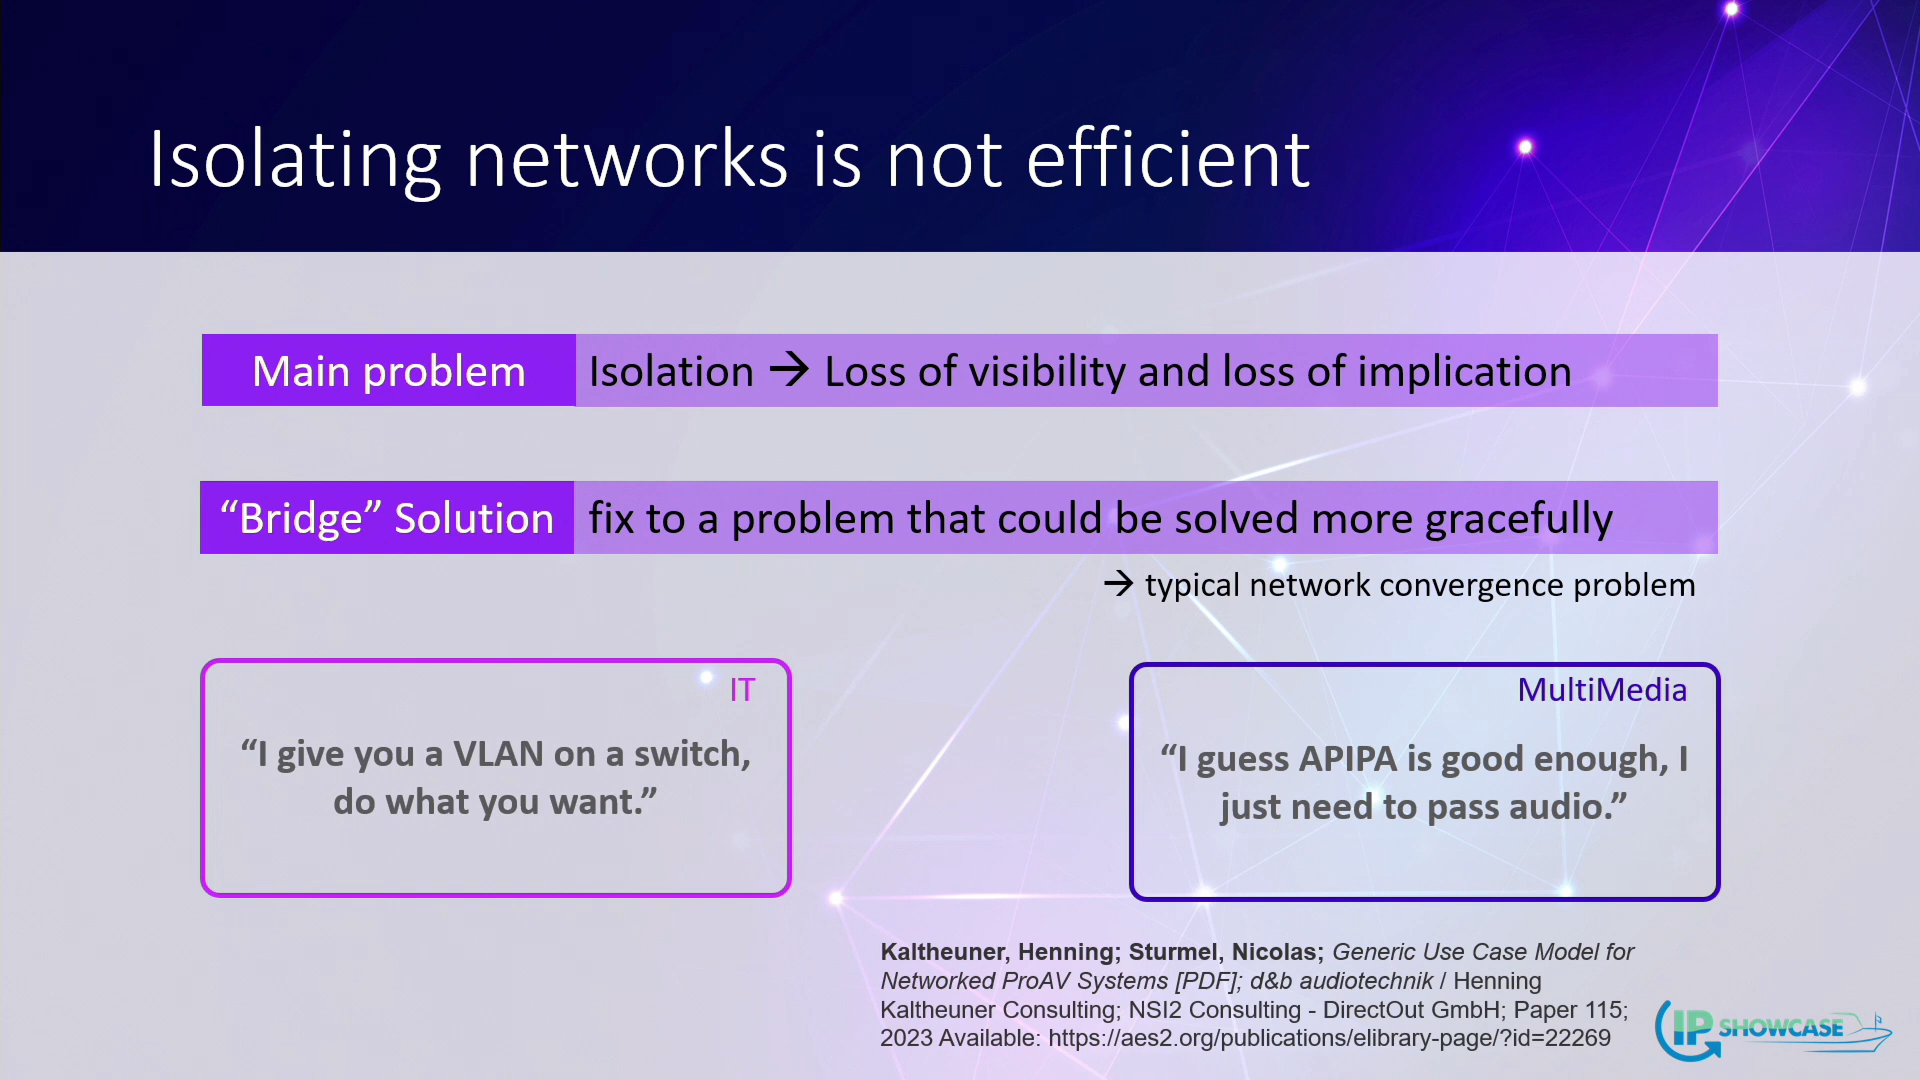 Isolating networks is not efficient
Main problem
Isolation → Loss of visibility and loss of implication
“Bridge” Solution
fix to a problem that could be solved more gracefully
→ typical network convergence problem
IT
“I give you a VLAN on a switch,
do what you want.”
MultiMedia
“I guess APIPA is good enough, I
just need to pass audio.”
Kaltheuner, Henning; Sturmel, Nicolas; Generic Use Case Model for
Networked ProAV Systems [PDF]; d&b audiotechnik / Henning
Kaltheuner Consulting; NSI2 Consulting - DirectOut GmbH; Paper 115;
2023 Available: https://aes2.org/publications/elibrary-page/?id=22269
IP SHOWCASE